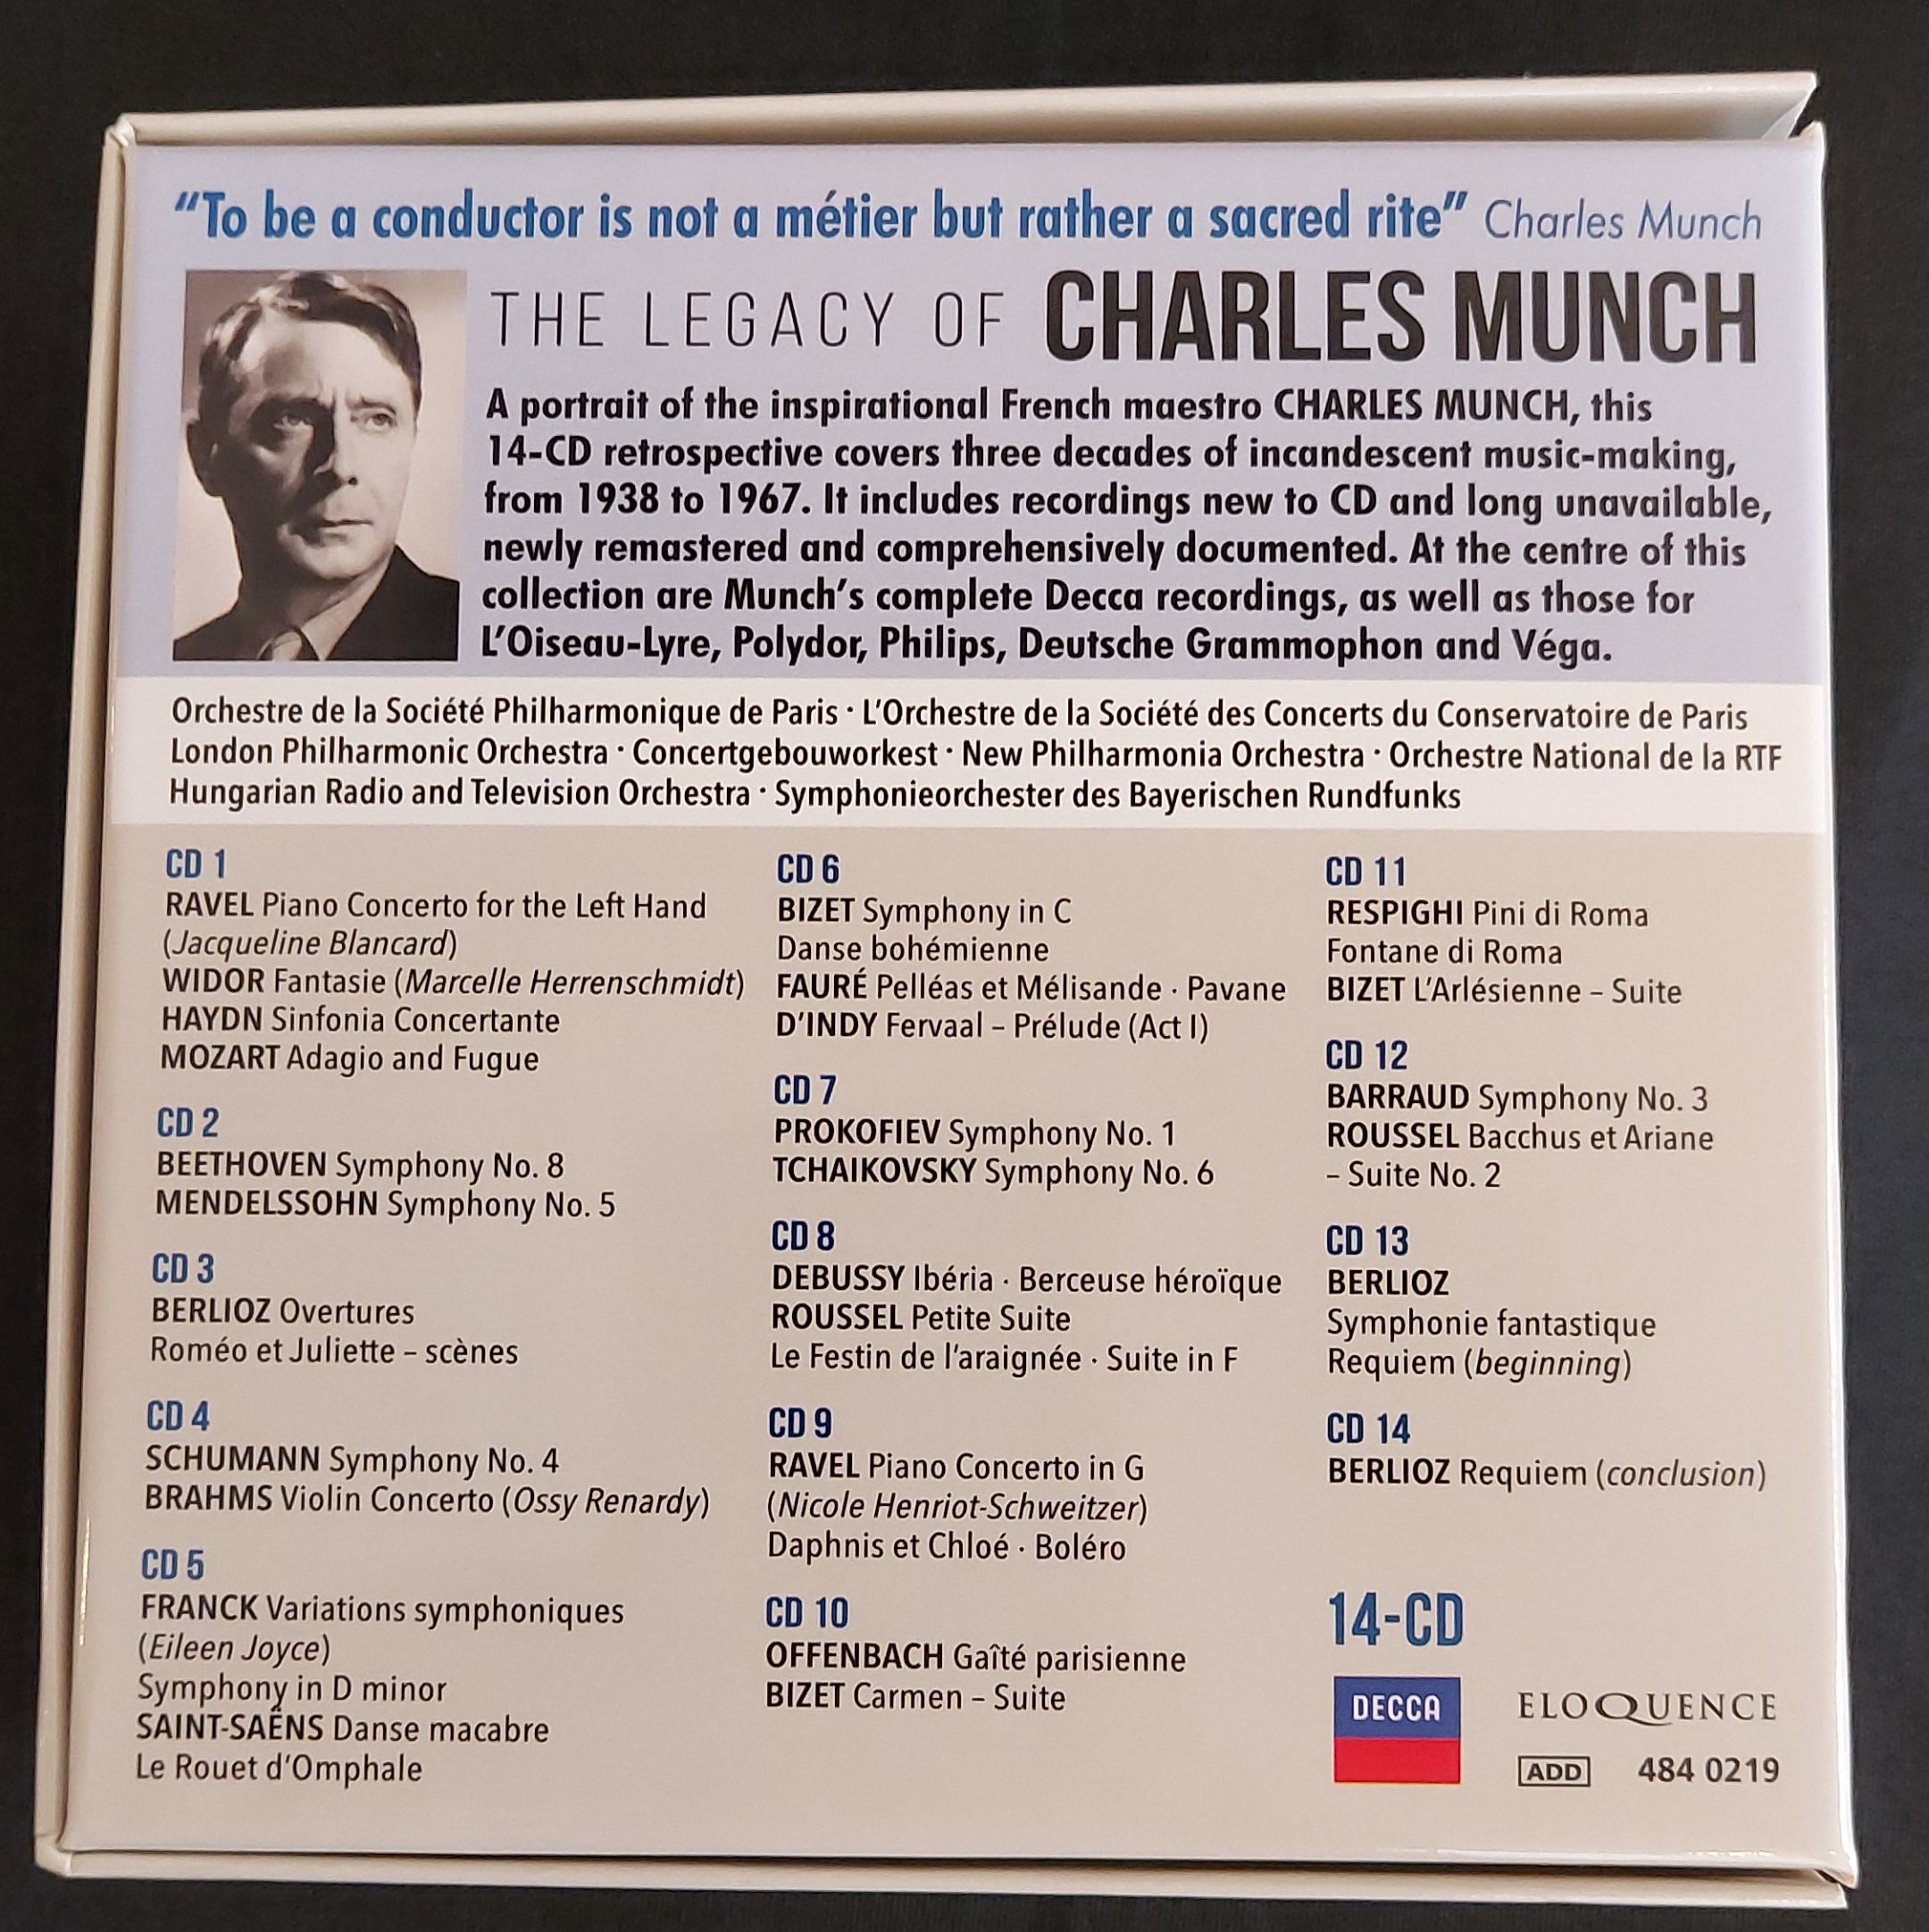 “To be a conductor is not a métier but rather a sacred rite” Charles Munch
THE LEGACY OF CHARLES MUNCH
A portrait of the inspirational French maestro CHARLES MUNCH, this
14-CD retrospective covers three decades of incandescent music-making,
from 1938 to 1967. It includes recordings new to CD and long unavailable,
newly remastered and comprehensively documented. At the centre of this
collection are Munch’s complete Decca recordings, as well as those for
L’Oiseau-Lyre, Polydor, Philips, Deutsche Grammophon and Véga.
Orchestre de la Société Philharmonique de Paris · L’Orchestre de la Société des Concerts du Conservatoire de Paris
London Philharmonic Orchestra · Concertgebouworkest · New Philharmonia Orchestra · Orchestre National de la RTF
Hungarian Radio and Television Orchestra · Symphonieorchester des Bayerischen Rundfunks
CD 1
RAVEL Piano Concerto for the Left Hand
(Jacqueline Blancard)
WIDOR Fantasie (Marcelle Herrenschmidt)
HAYDN Sinfonia Concertante
MOZART Adagio and Fugue
CD 2
BEETHOVEN Symphony No. 8
MENDELSSOHN Symphony No. 5
CD 3
BERLIOZ Overtures
Roméo et Juliette – scènes
CD 4
SCHUMANN Symphony No. 4
BRAHMS Violin Concerto (Ossy Renardy)
CD 5
FRANCK Variations symphoniques
(Eileen Joyce)
Symphony in D minor
SAINT-SAËNS Danse macabre
Le Rouet d’Omphale
CD 6
BIZET Symphony in C
Danse bohémienne
FAURÉ Pelléas et Mélisande · Pavane
D’INDY Fervaal – Prélude (Act I)
CD 7
PROKOFIEV Symphony No. 1
TCHAIKOVSKY Symphony No. 6
CD 8
DEBUSSY Ibéria · Berceuse héroïque
ROUSSEL Petite Suite
Le Festin de l’araignée · Suite in F
CD 9
RAVEL Piano Concerto in G
(Nicole Henriot-Schweitzer)
Daphnis et Chloé · Boléro
CD 10
OFFENBACH Gaîté parisienne
BIZET Carmen – Suite
CD 11
RESPIGHI Pini di Roma
Fontane di Roma
BIZET L’Arlésienne – Suite
CD 12
BARRAUD Symphony No. 3
ROUSSEL Bacchus et Ariane
– Suite No. 2
CD 13
BERLIOZ
Symphonie fantastique
Requiem (beginning)
CD 14
BERLIOZ Requiem (conclusion)
14-CD
DECCA
ELOQUENCE
ADD 484 0219